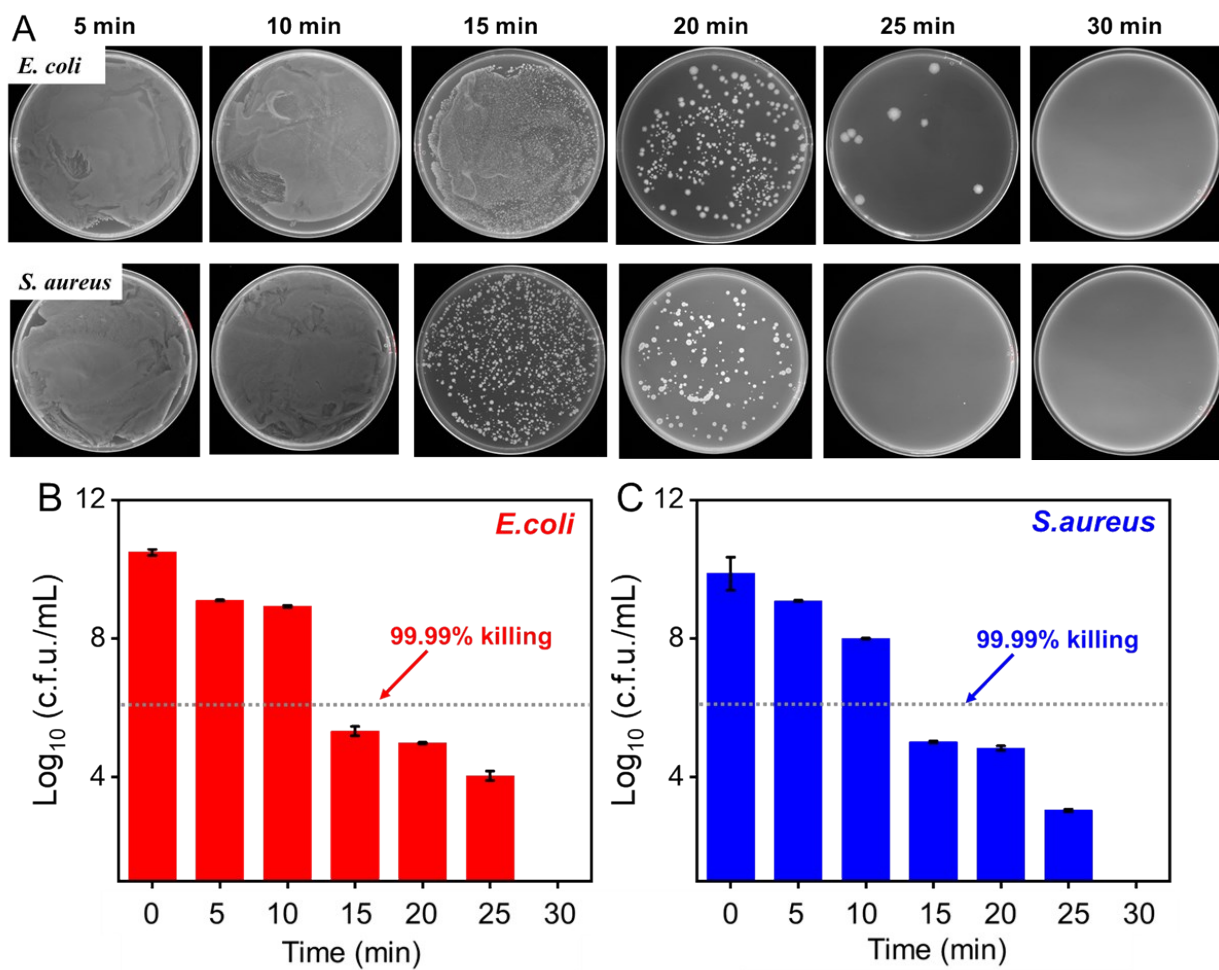 A
5 min 10 min 15 min 20 min 25 min 30 min
E. coli
S. aureus
B
12
8
4
Log10 (c.f.u./mL)
E.coli
99.99% killing
0 5 10 15 20 25 30
Time (min)
C
12
8
4
Log10 (c.f.u./mL)
S.aureus
99.99% killing
0 5 10 15 20 25 30
Time (min)